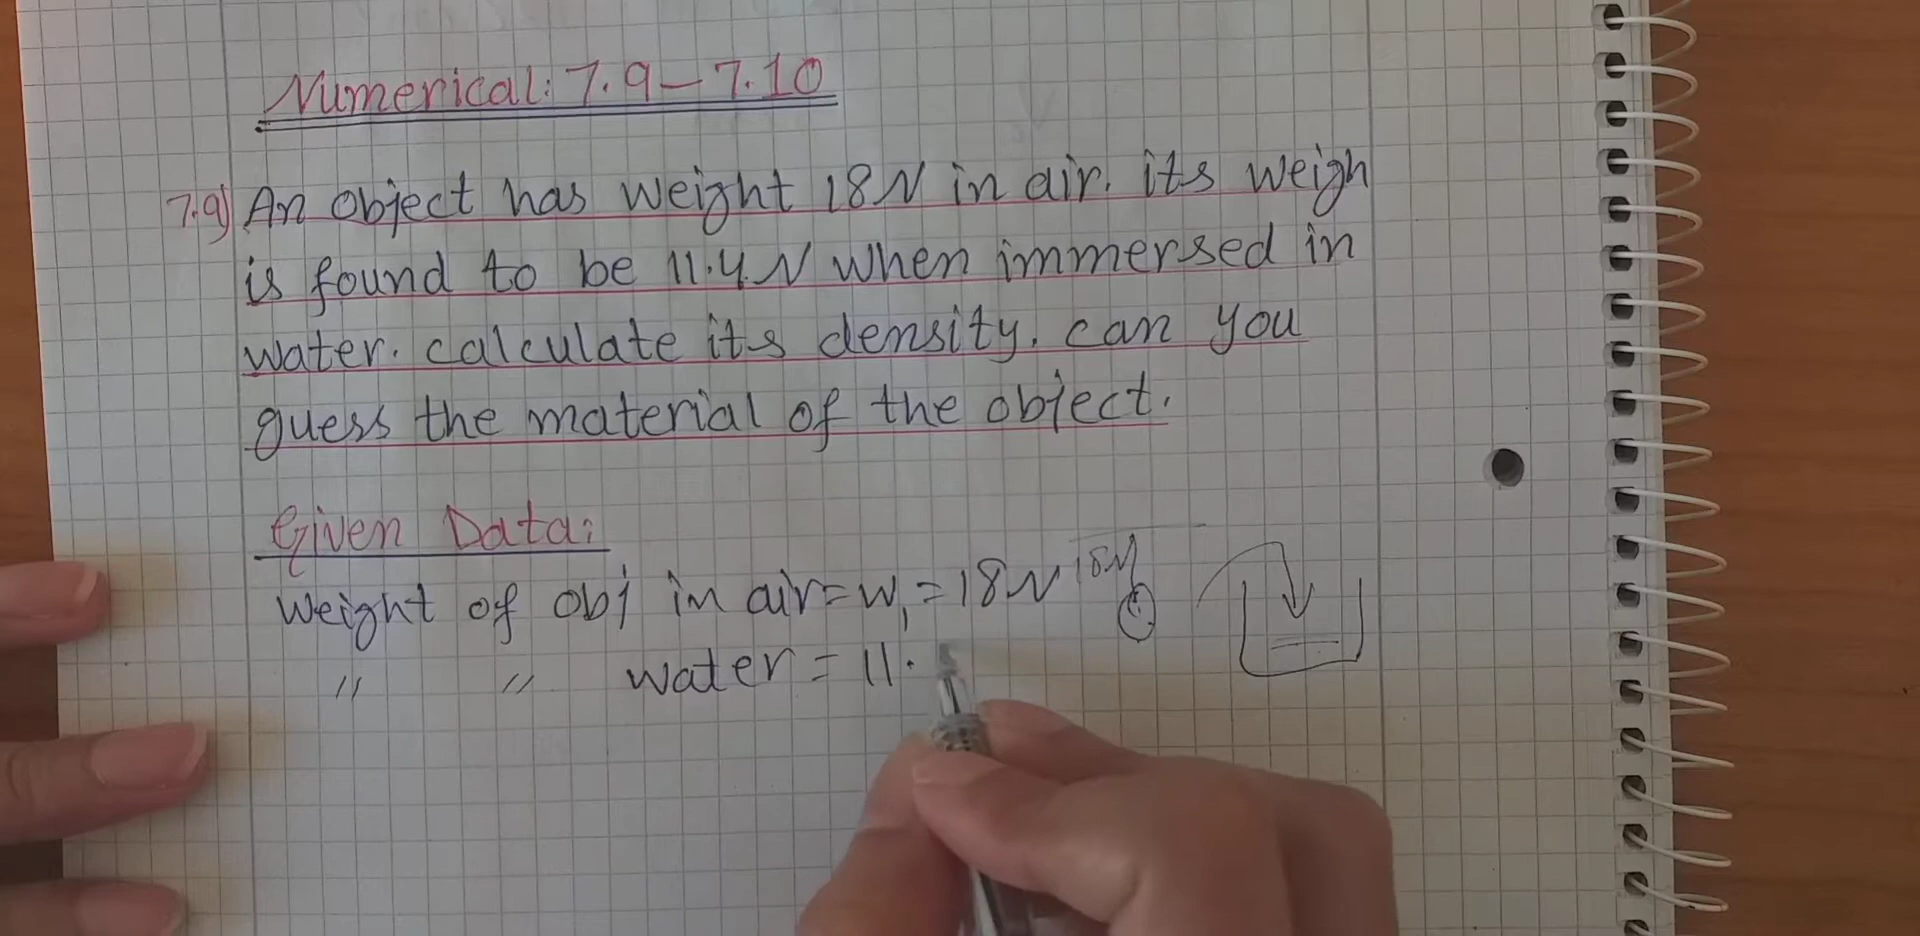 Numerical: 7.9-7.10
7.9) An object has weight 18N in air. its weigh
is found to be 11.4N when immersed in
water. calculate its density. can you
guess the material of the object.
Given Data:
weight of obj in air=w₁=18N 18N
" " water = 11.